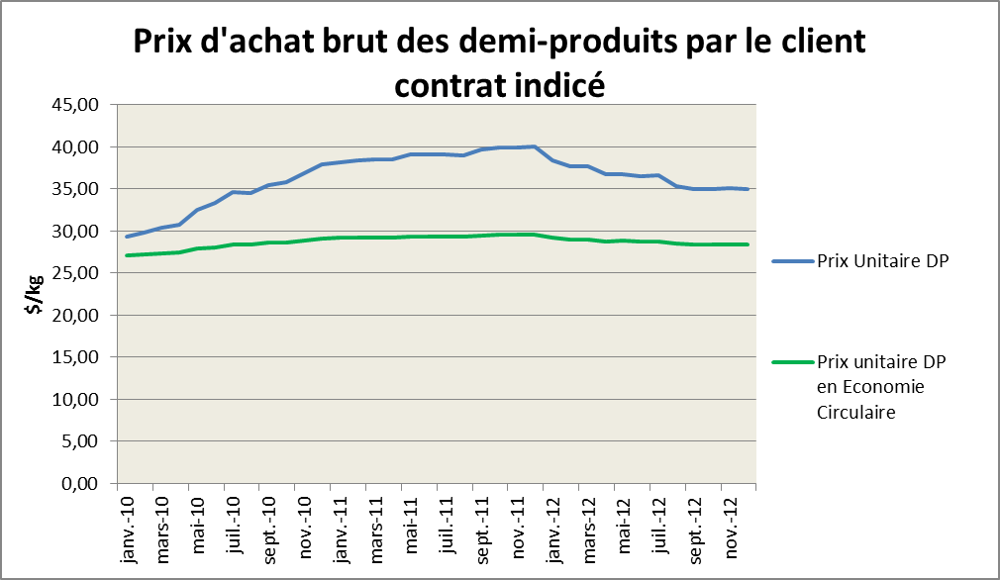 Prix d'achat brut des demi-produits par le client
contrat indicé
45,00
40,00
35,00
30,00
25,00
20,00
15,00
10,00
5,00
0,00
$/kg
janv.-10
mars-10
mai-10
juil.-10
sept.-10
nov.-10
janv.-11
mars-11
mai-11
juil.-11
sept.-11
nov.-11
janv.-12
mars-12
mai-12
juil.-12
sept.-12
nov.-12
Prix Unitaire DP
Prix unitaire DP
en Economie
Circulaire